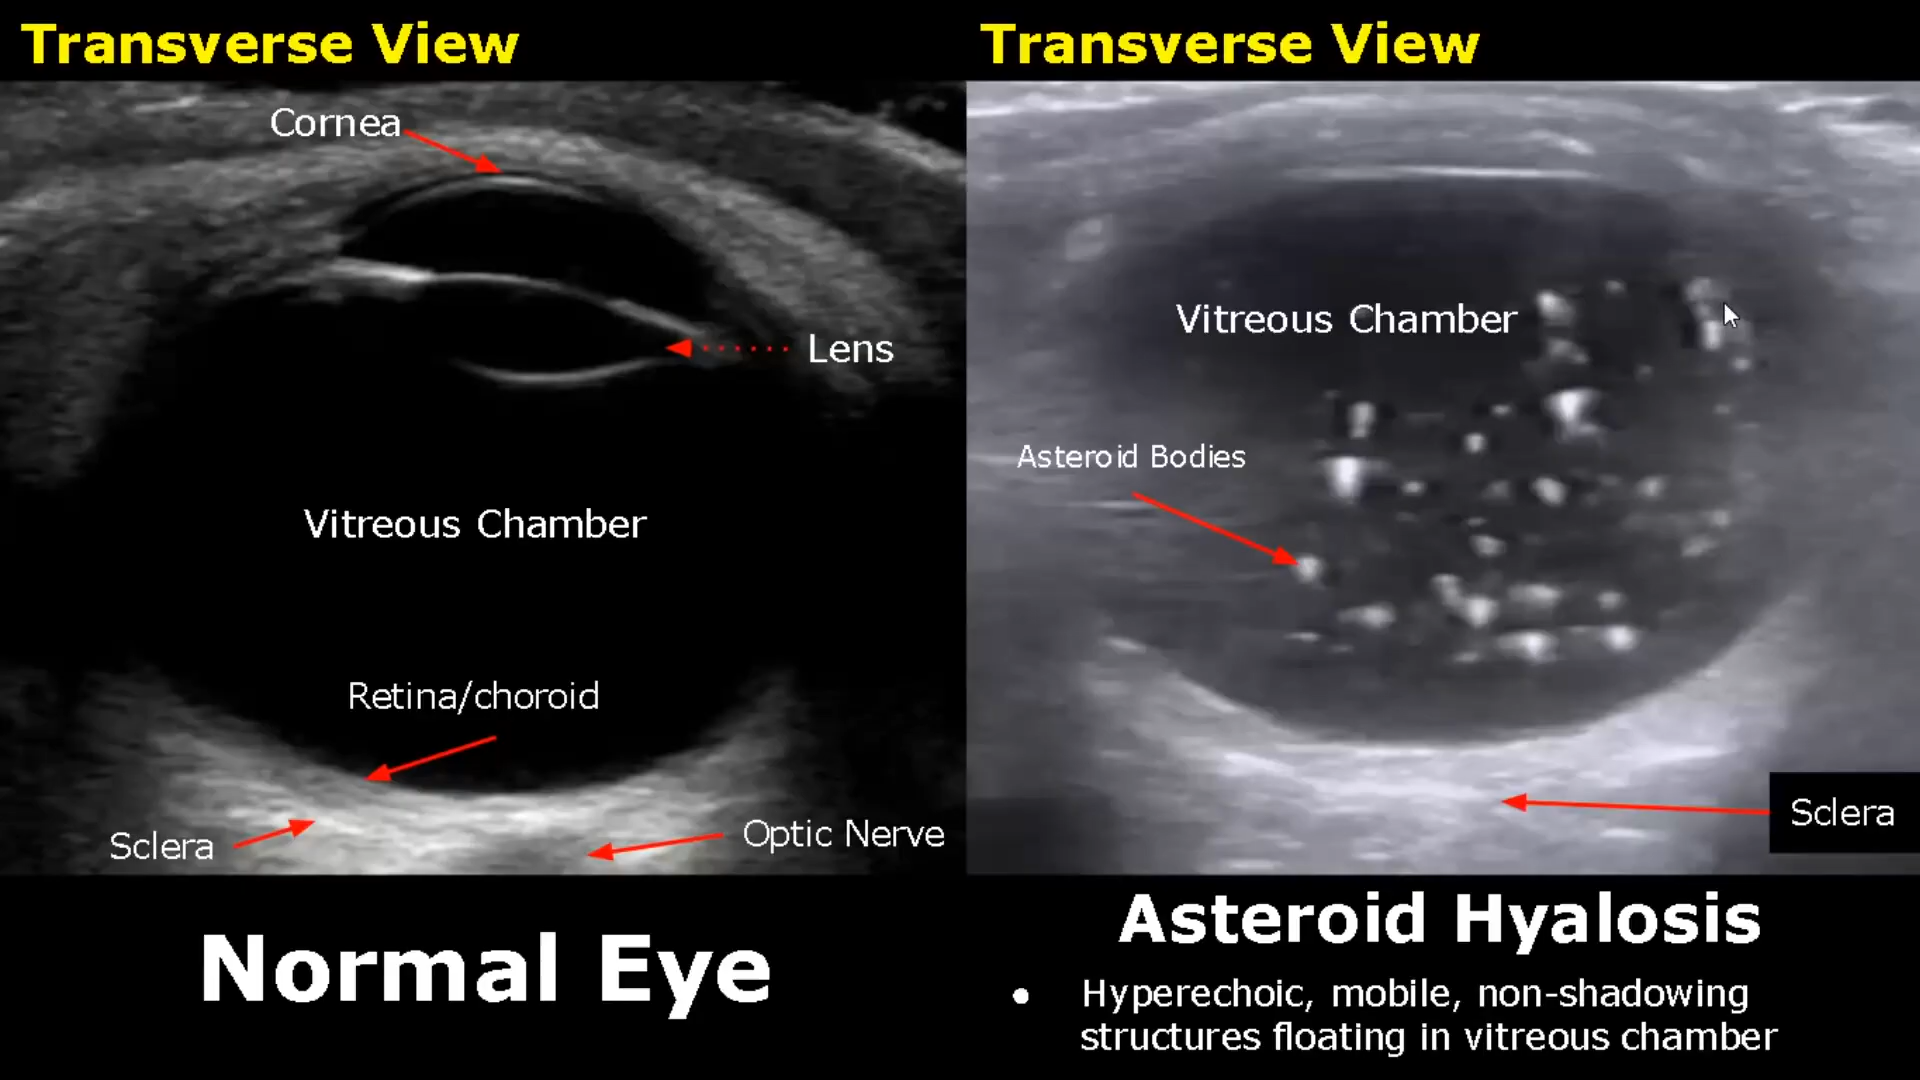 Transverse View
Cornea
Lens
Vitreous Chamber
Retina/choroid
Sclera
Optic Nerve
Normal Eye
Transverse View
Vitreous Chamber
Asteroid Bodies
Sclera
Asteroid Hyalosis
• Hyperechoic, mobile, non-shadowing
structures floating in vitreous chamber